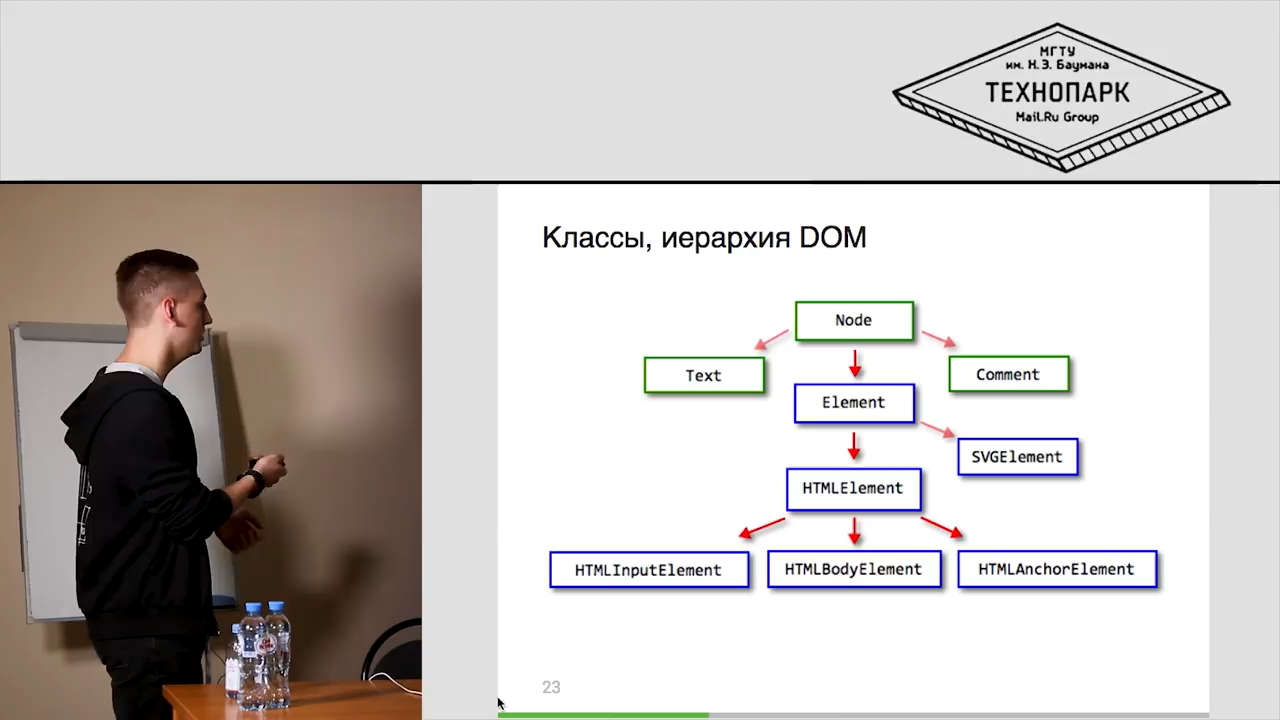 МГТУ
им. Н.Э. Баумана
ТЕХНОПАРК
Mail.Ru Group
Классы, иерархия DOM
Node
Text
Comment
Element
SVGElement
HTMLElement
HTMLInputElement
HTMLBodyElement
HTMLAnchorElement
23